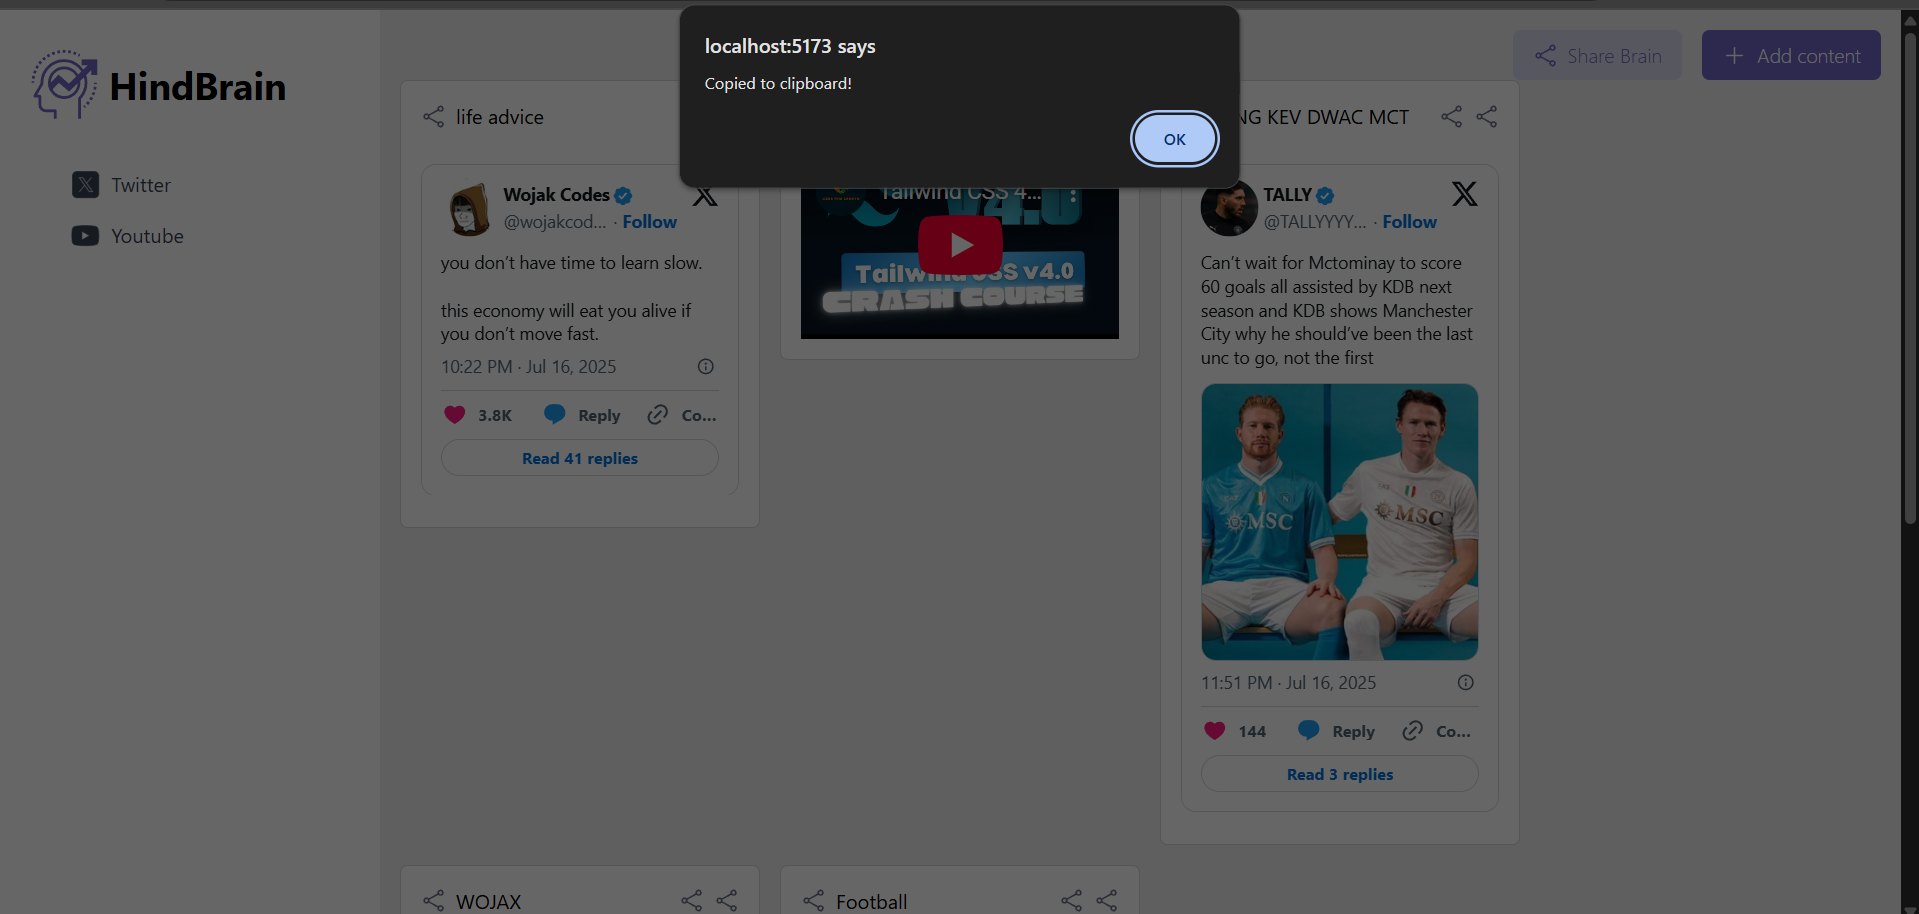 localhost:5173 says
Copied to clipboard!
OK
HindBrain
Share Brain
Add content
Twitter
Youtube
life advice
Wojak Codes
@wojakcod... · Follow
you don’t have time to learn slow.
this economy will eat you alive if
you don’t move fast.
10:22 PM · Jul 16, 2025
3.8K
Reply
Co...
Read 41 replies
Tailwind CSS 4...
v4.0
Tailwind CSS v4.0
CRASH COURSE
NG KEV DWAC MCT
TALLY
@TALLYYYY... · Follow
Can’t wait for Mctominay to score
60 goals all assisted by KDB next
season and KDB shows Manchester
City why he should’ve been the last
unc to go, not the first
MSC
MSC
11:51 PM · Jul 16, 2025
144
Reply
Co...
Read 3 replies
WOJAX
Football